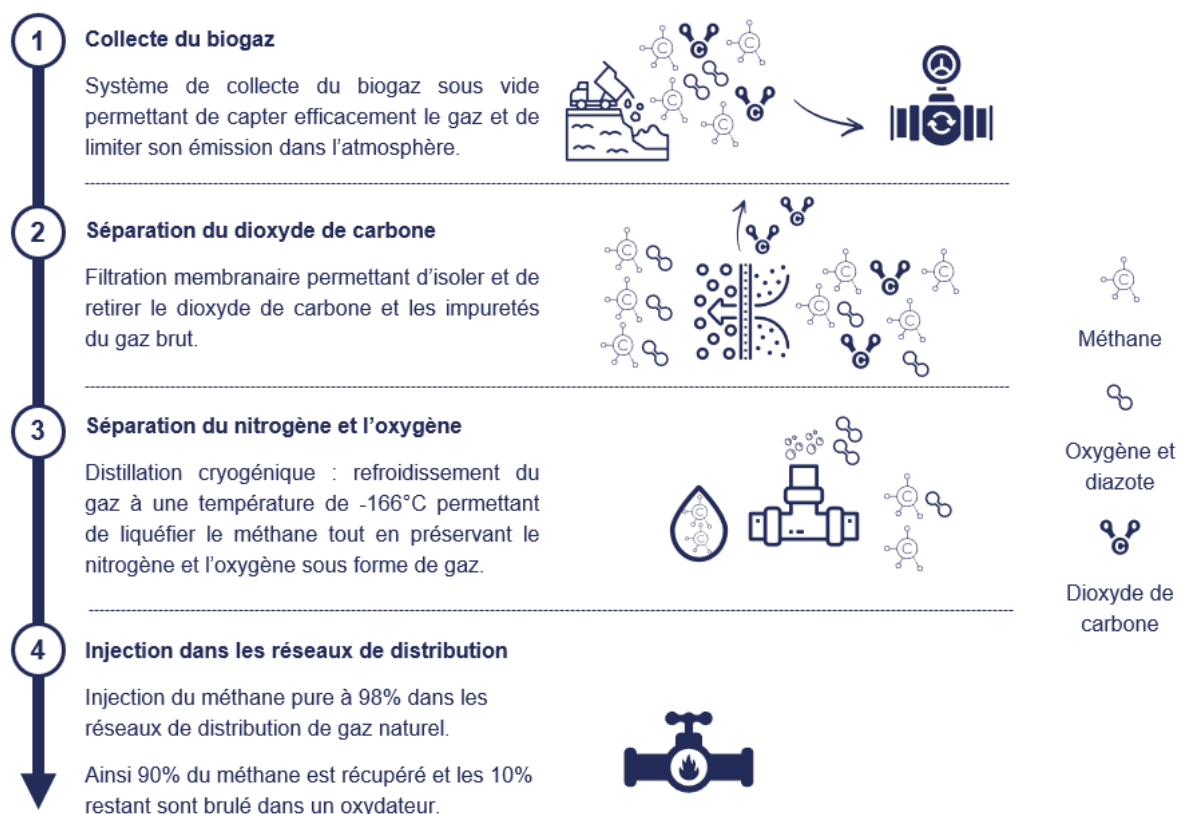 1
Collecte du biogaz
Système de collecte du biogaz sous vide
permettant de capter efficacement le gaz et de
limiter son émission dans l'atmosphère.
2
Séparation du dioxyde de carbone
Filtration membranaire permettant d'isoler et de
retirer le dioxyde de carbone et les impuretés
du gaz brut.
3
Séparation du nitrogène et l'oxygène
Distillation cryogénique : refroidissement du
gaz à une température de -166°C permettant
de liquéfier le méthane tout en préservant le
nitrogène et l'oxygène sous forme de gaz.
4
Injection dans les réseaux de distribution
Injection du méthane pure à 98% dans les
réseaux de distribution de gaz naturel.
Ainsi 90% du méthane est récupéré et les 10%
restant sont brulé dans un oxydateur.
Méthane
Oxygène et
diazote
C
Dioxyde de
carbone